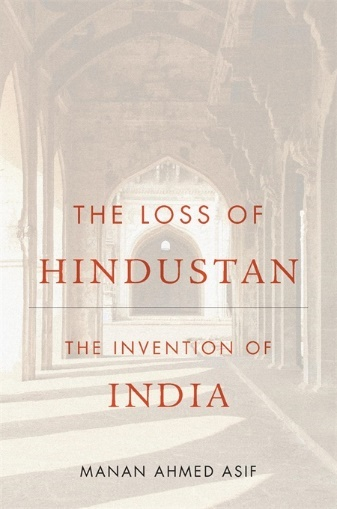 THE LOSS OF
HINDUSTAN
THE INVENTION OF
INDIA
MANAN AHMED ASIF